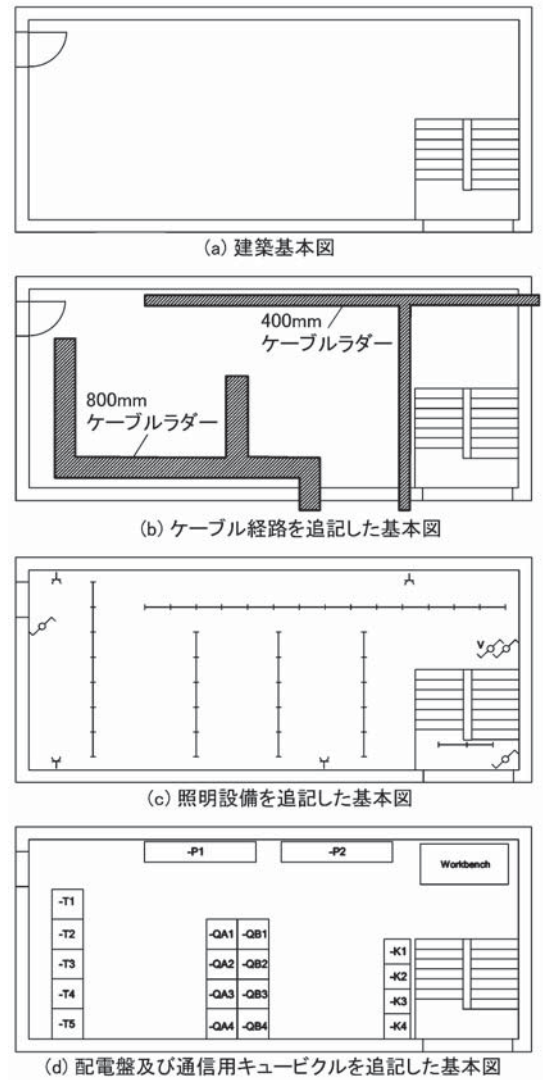 (a) 建築基本図
400mm
ケーブルラダー
800mm
ケーブルラダー
(b) ケーブル経路を追記した基本図
V
(c) 照明設備を追記した基本図
-P1
-P2
Workbench
-T1
-T2
-T3
-T4
-T5
-QA1
-QB1
-QA2
-QB2
-QA3
-QB3
-QA4
-QB4
-K1
-K2
-K3
-K4
(d) 配電盤及び通信用キュービクルを追記した基本図